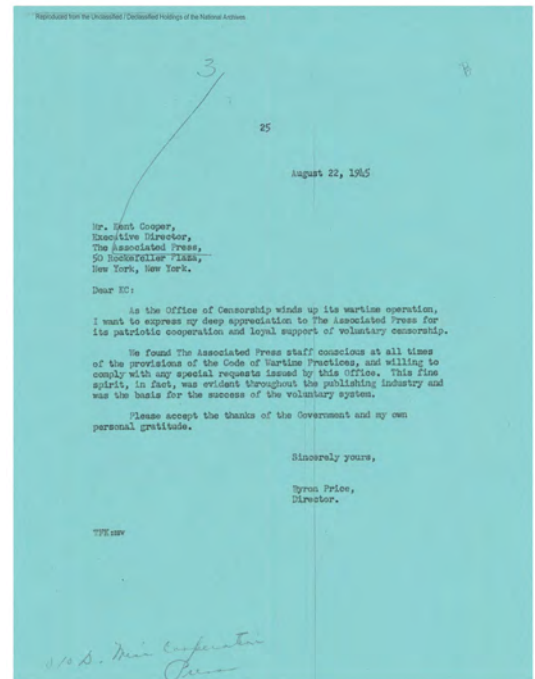 Reproduced from the Unclassified / Declassified Holdings of the National Archives
3
25
August 22, 1945
Mr. Kent Cooper,
Executive Director,
The Associated Press,
50 Rockefeller Plaza,
New York, New York.
Dear KC:
As the Office of Censorship winds up its wartime operation,
I want to express my deep appreciation to The Associated Press for
its patriotic cooperation and loyal support of voluntary censorship.
We found The Associated Press staff conscious at all times
of the provisions of the Code of Wartime Practices, and willing to
comply with any special requests issued by this Office. This fine
spirit, in fact, was evident throughout the publishing industry and
was the basis for the success of the voluntary system.
Please accept the thanks of the Government and my own
personal gratitude.
Sincerely yours,
Byron Price,
Director.
TFK:mv
Cooperation
Press